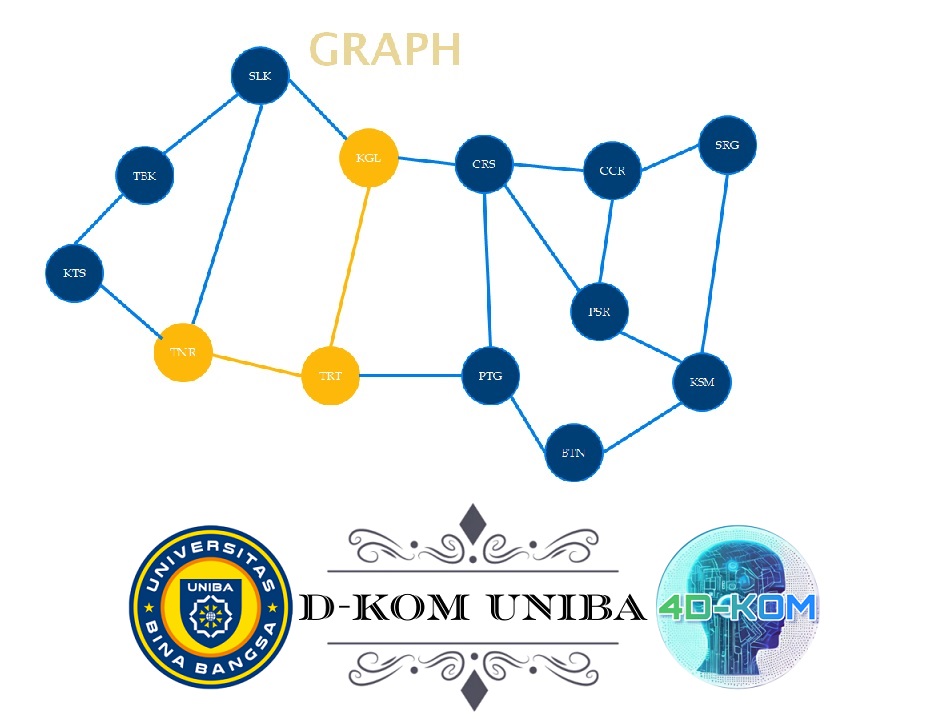 GRAPH
SLK
KGL
CRS
CCR
SRG
TBK
KTS
PSR
TNR
TRT
PTG
KSM
BTN
UNIVERSITAS
UNIBA
BINA BANGSA
D-KOM UNIBA
4D-KOM